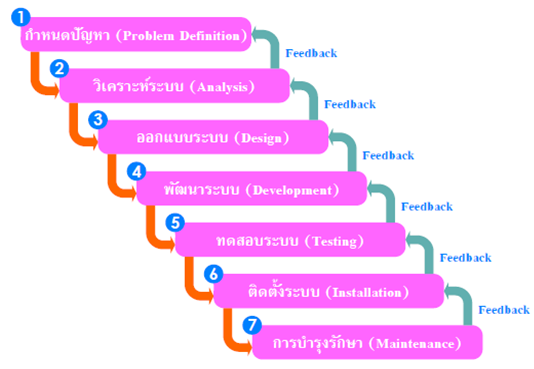 1
กำหนดปัญหา (Problem Definition)
Feedback
2
วิเคราะห์ระบบ (Analysis)
Feedback
3
ออกแบบระบบ (Design)
Feedback
4
พัฒนาระบบ (Development)
Feedback
5
ทดสอบระบบ (Testing)
Feedback
6
ติดตั้งระบบ (Installation)
Feedback
7
การบำรุงรักษา (Maintenance)